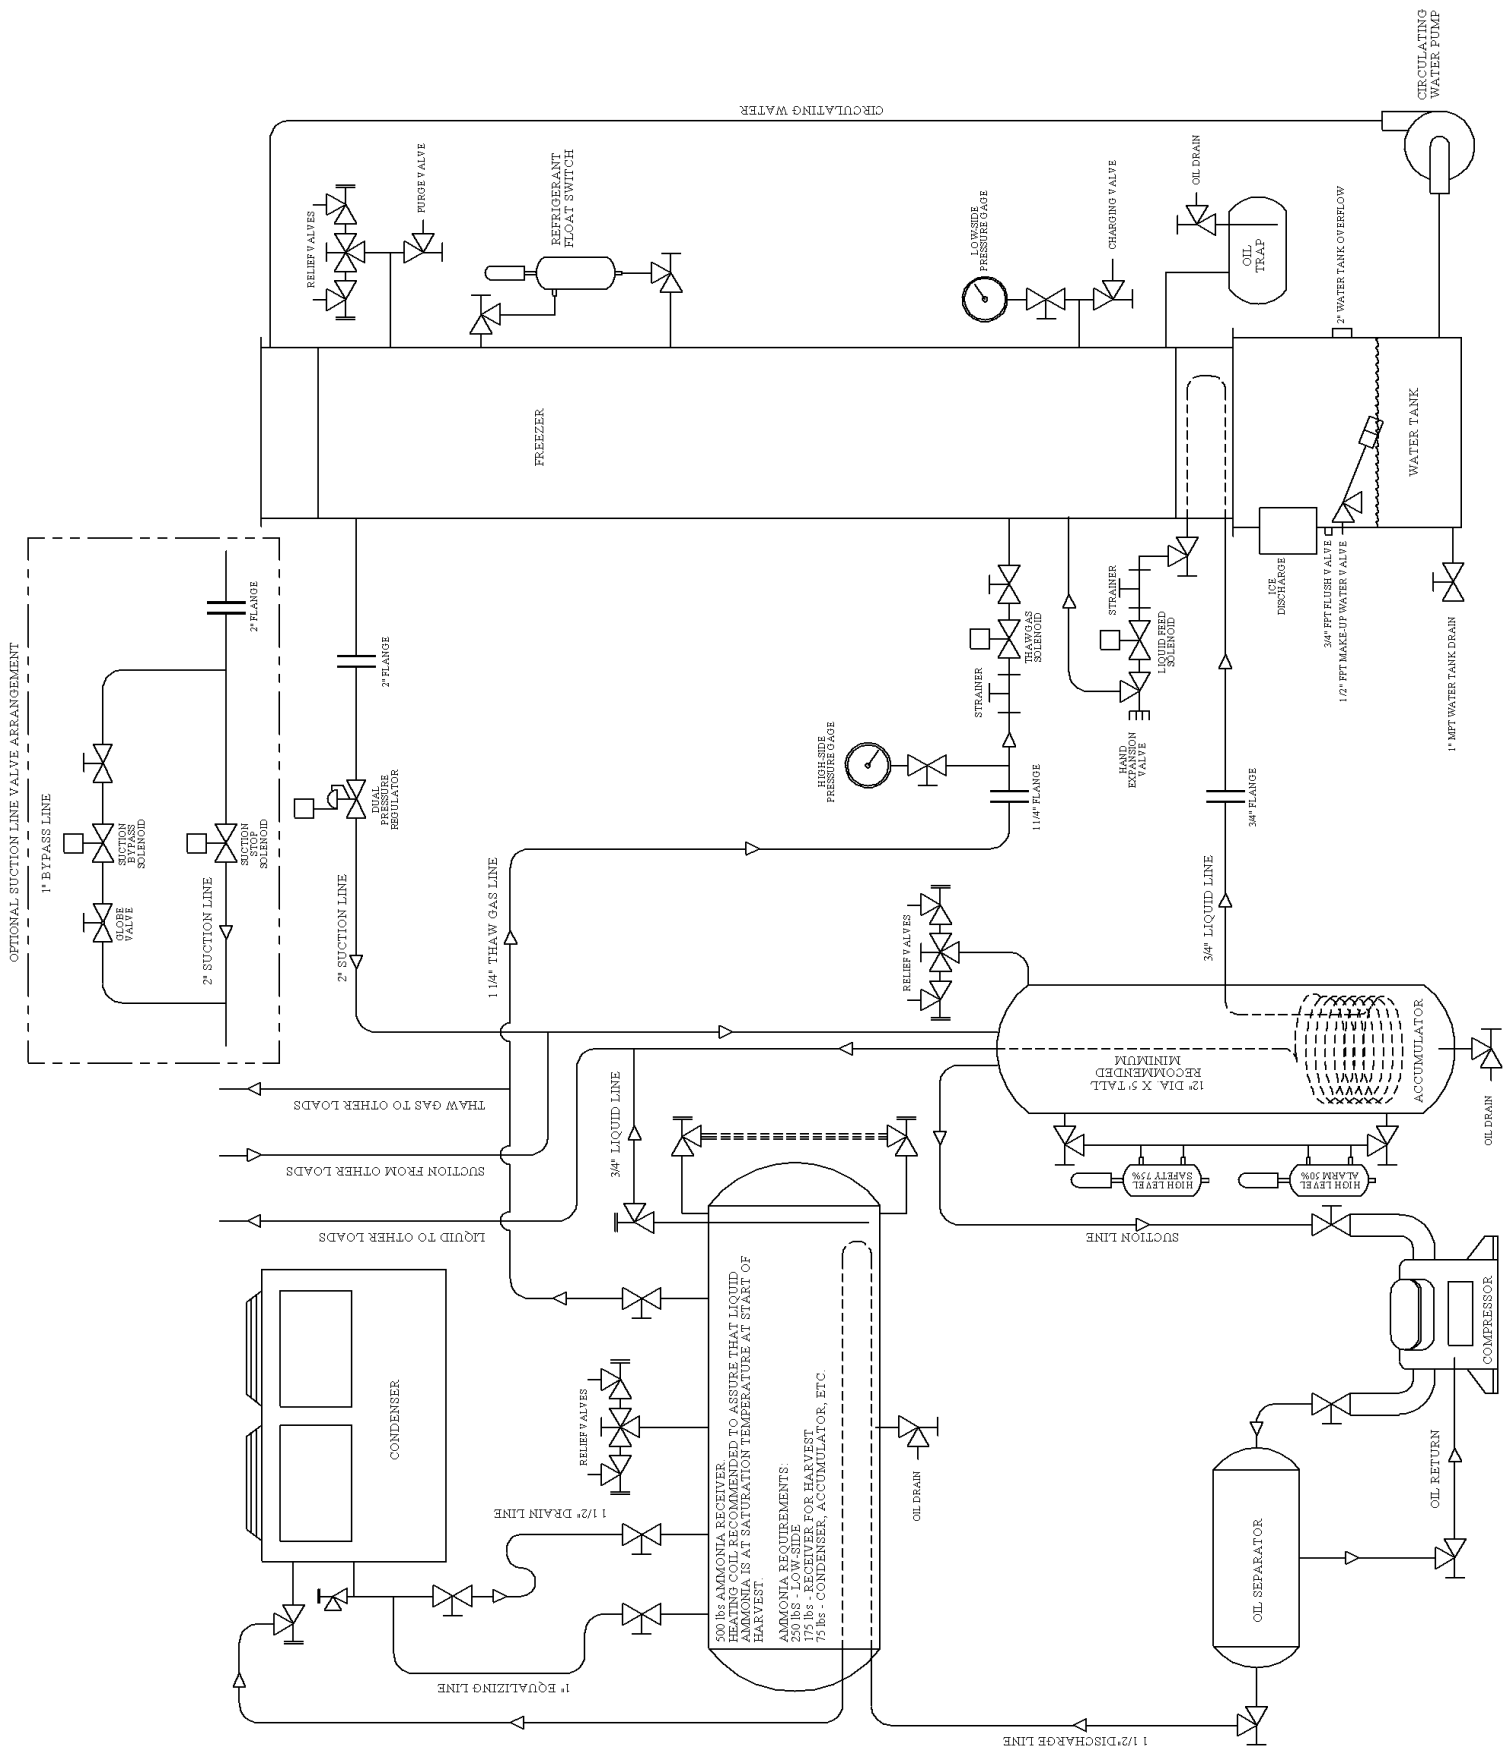 OPTIONAL SUCTION LINE VALVE ARRANGEMENT
1" BYPASS LINE
GLOBE
VALVE
SUCTION
BYPASS
SOLENOID
2" SUCTION LINE
SUCTION
STOP
SOLENOID
2" FLANGE
2" SUCTION LINE
DUAL
PRESSURE
REGULATOR
2" FLANGE
CIRCULATING WATER
CIRCULATING
WATER PUMP
RELIEF VALVES
PURGE VALVE
REFRIGERANT
FLOAT SWITCH
LOW-SIDE
PRESSURE GAGE
CHARGING VALVE
OIL DRAIN
OIL
TRAP
2" WATER TANK OVERFLOW
FREEZER
WATER TANK
ICE
DISCHARGE
3/4" FPT FLUSH VALVE
1/2" FPT MAKE-UP WATER VALVE
1" MPT WATER TANK DRAIN
THAW GAS
SOLENOID
STRAINER
STRAINER
LIQUID FEED
SOLENOID
HAND
EXPANSION
VALVE
HIGH-SIDE
PRESSURE GAGE
1 1/4" FLANGE
3/4" FLANGE
1 1/4" THAW GAS LINE
3/4" LIQUID LINE
RELIEF VALVES
ACCUMULATOR
12" DIA. X 5' TALL
RECOMMENDED
MINIMUM
OIL DRAIN
HIGH LEVEL
SAFETY 75%
HIGH LEVEL
ALARM 50%
THAW GAS TO OTHER LOADS
SUCTION FROM OTHER LOADS
LIQUID TO OTHER LOADS
3/4" LIQUID LINE
SUCTION LINE
CONDENSER
RELIEF VALVES
1 1/2" DRAIN LINE
1" EQUALIZING LINE
500 lbs AMMONIA RECEIVER.
HEATING COIL RECOMMENDED TO ASSURE THAT LIQUID
AMMONIA IS AT SATURATION TEMPERATURE AT START OF
HARVEST.
AMMONIA REQUIREMENTS:
250 lbS - LOW-SIDE
175 lbs - RECEIVER FOR HARVEST
75 lbs - CONDENSER, ACCUMULATOR, ETC.
OIL DRAIN
COMPRESSOR
OIL RETURN
OIL SEPARATOR
1 1/2"DISCHARGE LINE